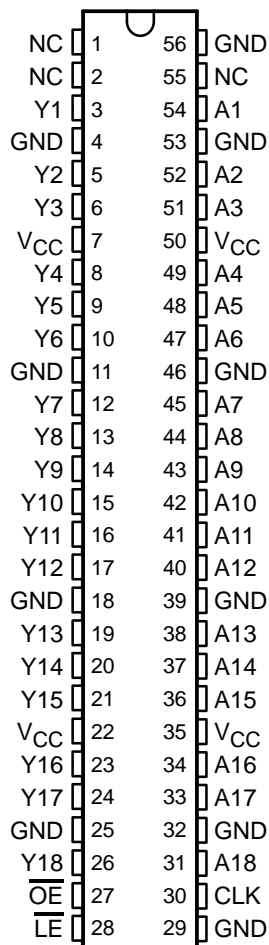 NC 1 56 GND
NC 2 55 NC
Y1 3 54 A1
GND 4 53 GND
Y2 5 52 A2
Y3 6 51 A3
VCC 7 50 VCC
Y4 8 49 A4
Y5 9 48 A5
Y6 10 47 A6
GND 11 46 GND
Y7 12 45 A7
Y8 13 44 A8
Y9 14 43 A9
Y10 15 42 A10
Y11 16 41 A11
Y12 17 40 A12
GND 18 39 GND
Y13 19 38 A13
Y14 20 37 A14
Y15 21 36 A15
VCC 22 35 VCC
Y16 23 34 A16
Y17 24 33 A17
GND 25 32 GND
Y18 26 31 A18
O̅E̅ 27 30 CLK
L̅E̅ 28 29 GND